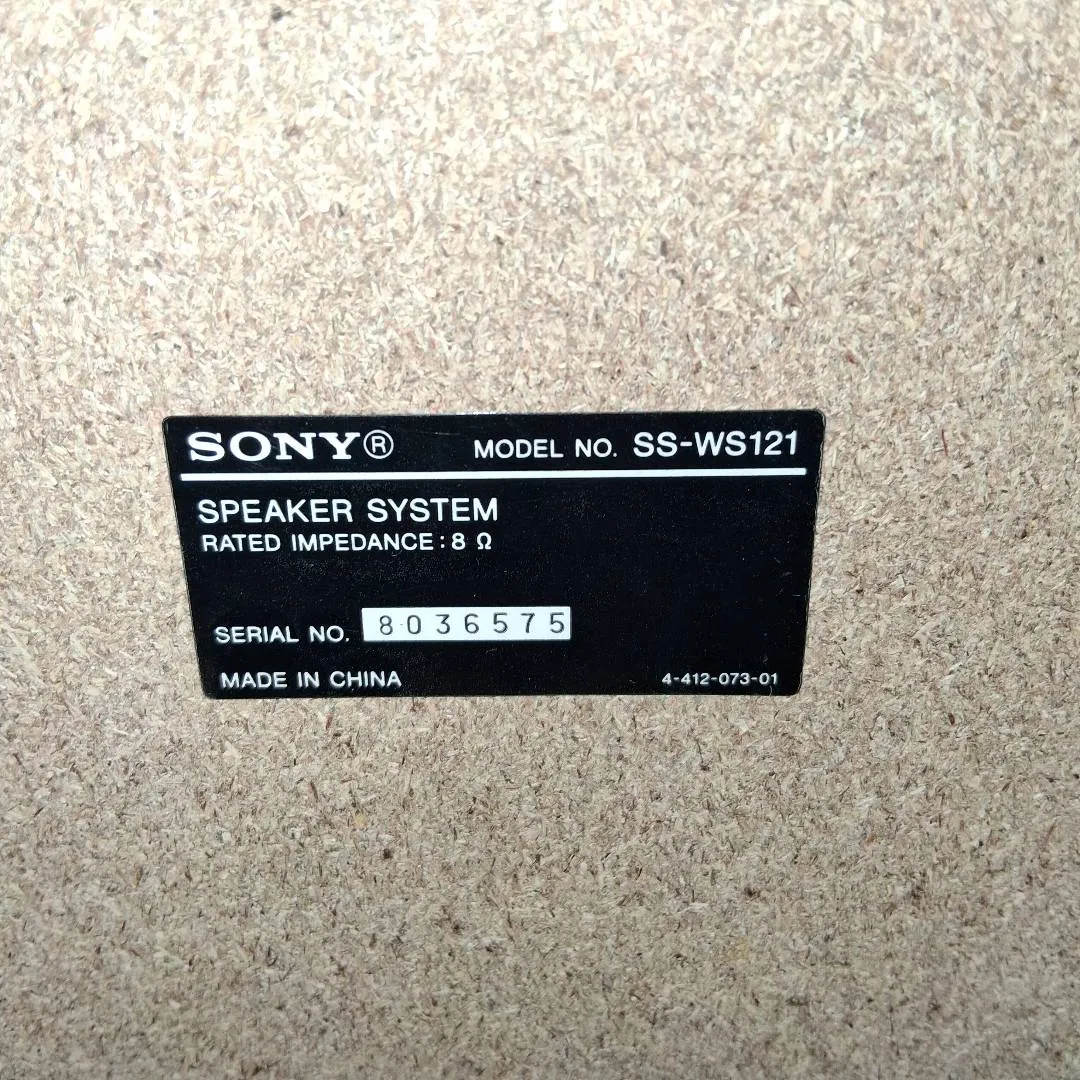 SONY® MODEL NO. SS-WS121
SPEAKER SYSTEM
RATED IMPEDANCE : 8 Ω
SERIAL NO. 8036575
MADE IN CHINA 4-412-073-01